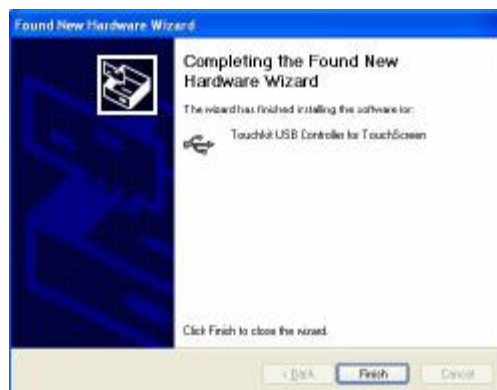 Found New Hardware Wizard
Completing the Found New
Hardware Wizard
The wizard has finished installing the software for:
Touchkit USB Controller for TouchScreen
Click Finish to close the wizard.
< Back
Finish
Cancel